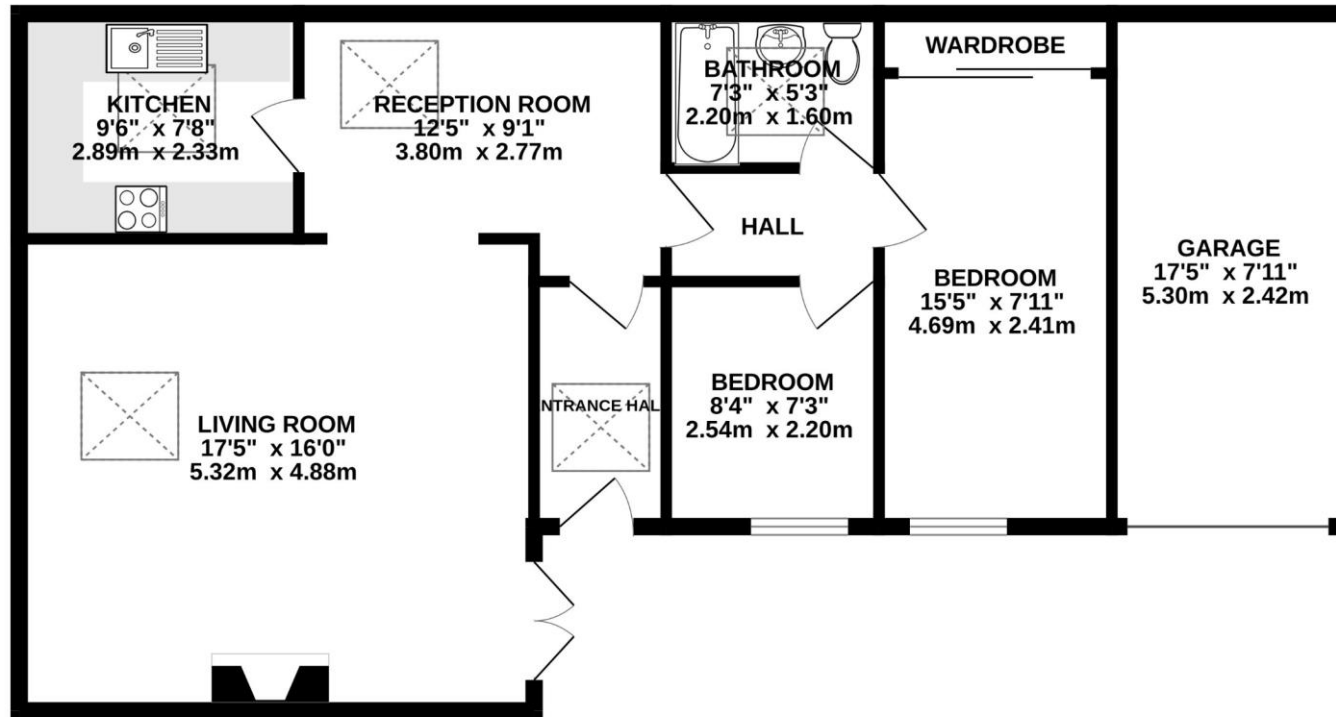 KITCHEN
9'6" x 7'8"
2.89m x 2.33m
RECEPTION ROOM
12'5" x 9'1"
3.80m x 2.77m
BATHROOM
7'3" x 5'3"
2.20m x 1.60m
WARDROBE
HALL
BEDROOM
15'5" x 7'11"
4.69m x 2.41m
GARAGE
17'5" x 7'11"
5.30m x 2.42m
LIVING ROOM
17'5" x 16'0"
5.32m x 4.88m
NTRANCE HAL
BEDROOM
8'4" x 7'3"
2.54m x 2.20m